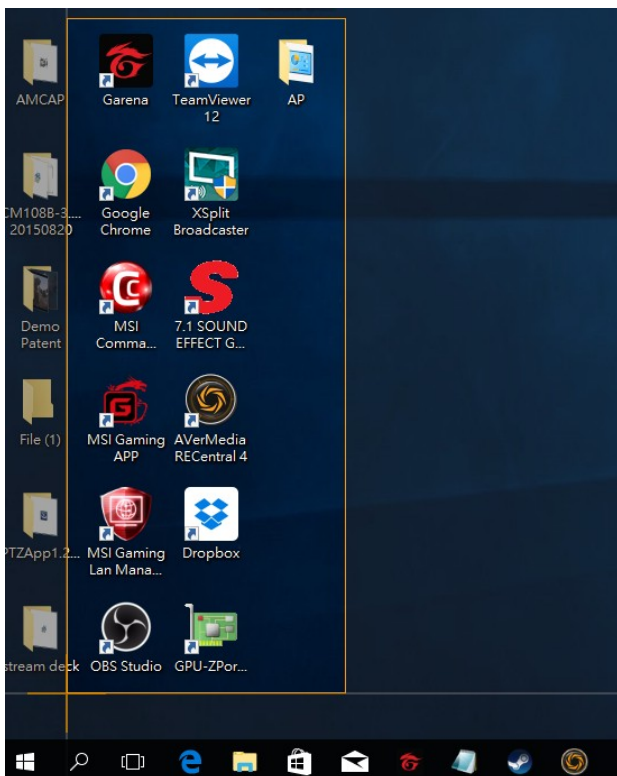 AMCAP
Garena
TeamViewer
12
AP
CM108B-3....
20150820
Google
Chrome
XSplit
Broadcaster
Demo
Patent
MSI
Comma...
7.1 SOUND
EFFECT G...
File (1)
MSI Gaming
APP
AVerMedia
RECentral 4
PTZApp1.2...
MSI Gaming
Lan Mana...
Dropbox
stream deck
OBS Studio
GPU-ZPor...